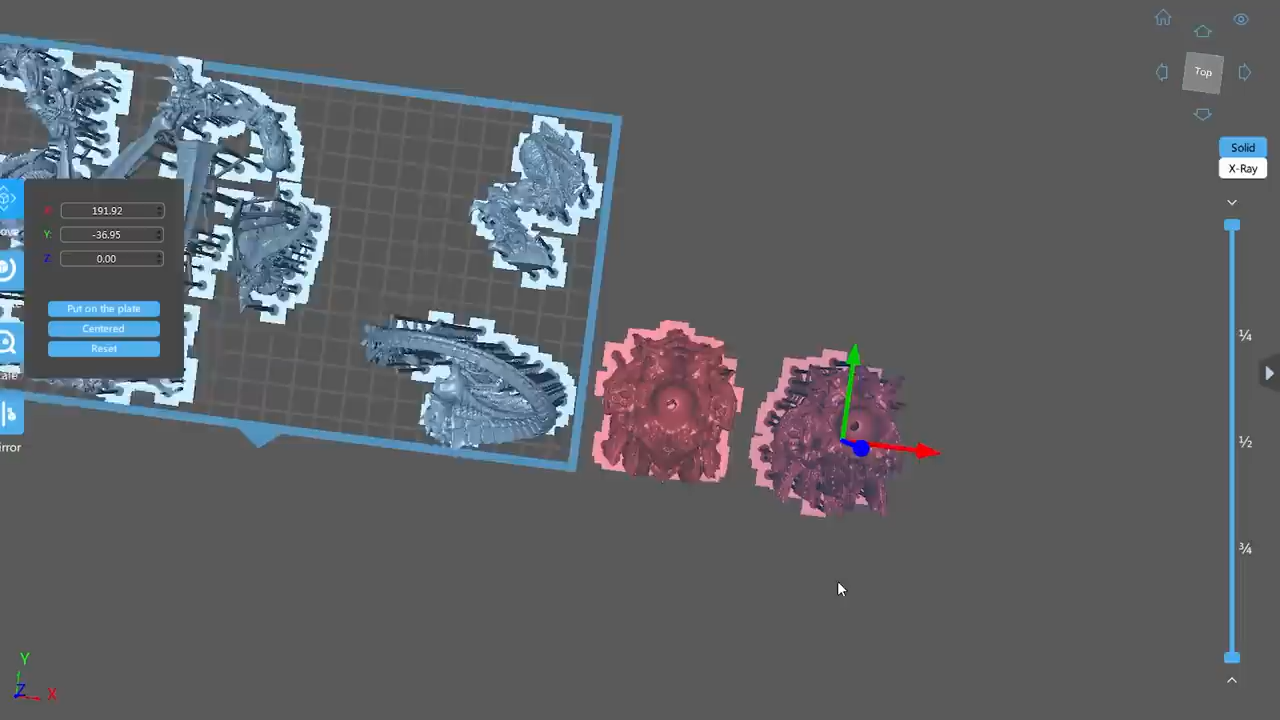 Top
Solid
X-Ray
X: 191.92
ove
Y: -36.95
Z: 0.00
Put on the plate
Centered
Reset
¼
cale
½
irror
¾
Y
Z X